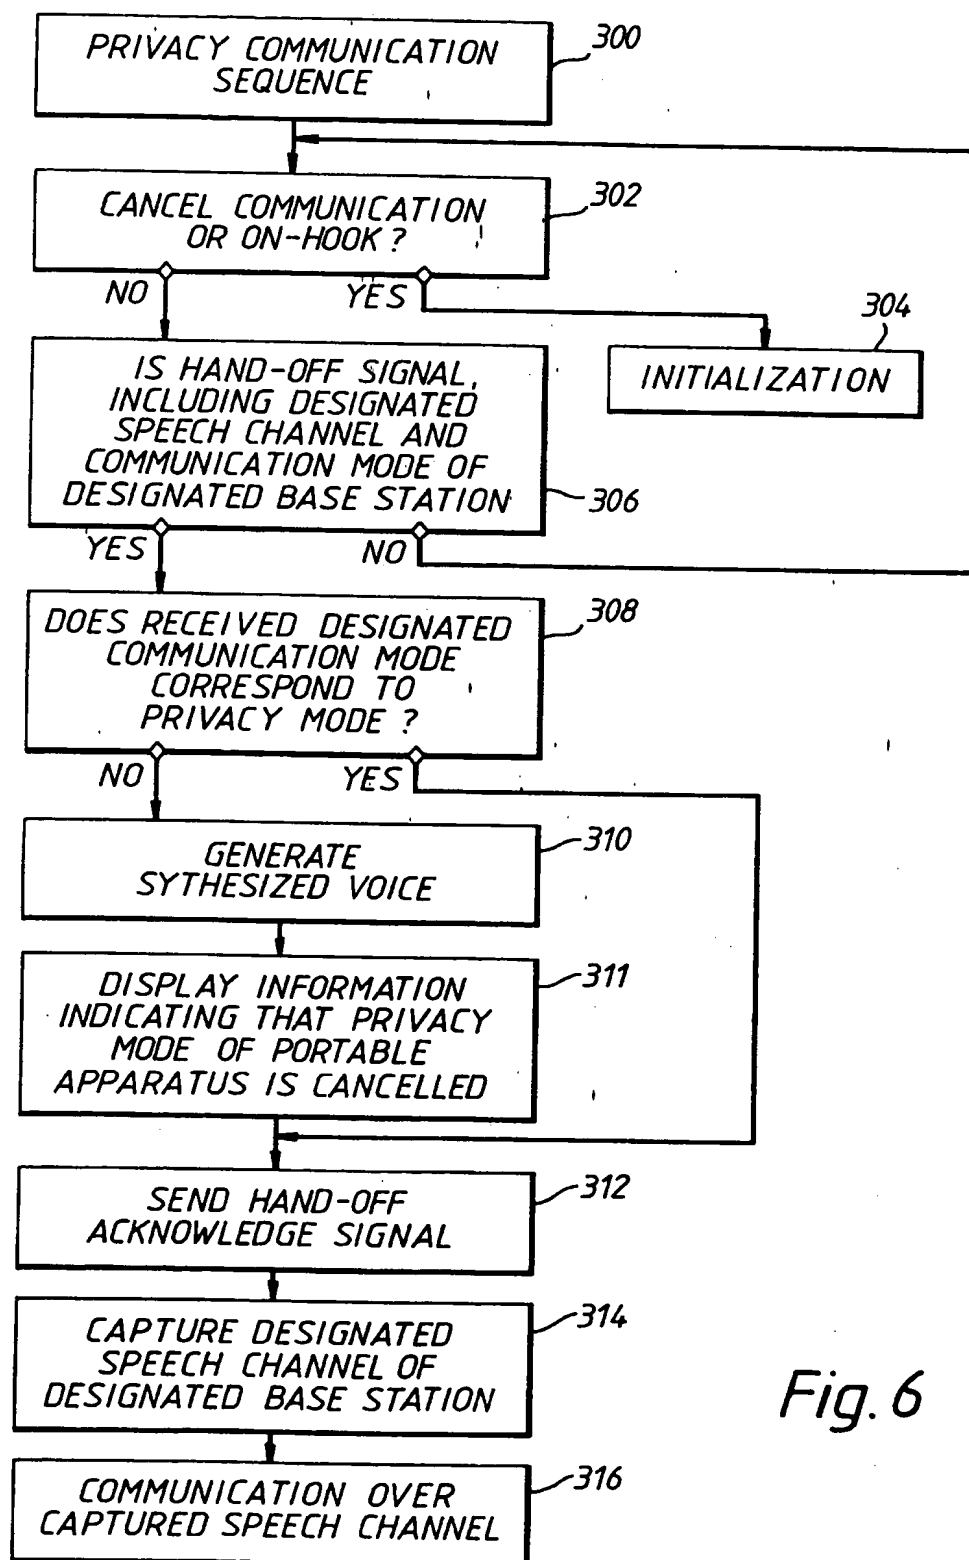 PRIVACY COMMUNICATION
SEQUENCE
300
CANCEL COMMUNICATION
OR ON-HOOK ?
302
NO
YES
304
INITIALIZATION
IS HAND-OFF SIGNAL,
INCLUDING DESIGNATED
SPEECH CHANNEL AND
COMMUNICATION MODE OF
DESIGNATED BASE STATION
306
YES
NO
DOES RECEIVED DESIGNATED
COMMUNICATION MODE
CORRESPOND TO
PRIVACY MODE ?
308
NO
YES
GENERATE
SYTHESIZED VOICE
310
DISPLAY INFORMATION
INDICATING THAT PRIVACY
MODE OF PORTABLE
APPARATUS IS CANCELLED
311
SEND HAND-OFF
ACKNOWLEDGE SIGNAL
312
CAPTURE DESIGNATED
SPEECH CHANNEL OF
DESIGNATED BASE STATION
314
COMMUNICATION OVER
CAPTURED SPEECH CHANNEL
316
Fig. 6